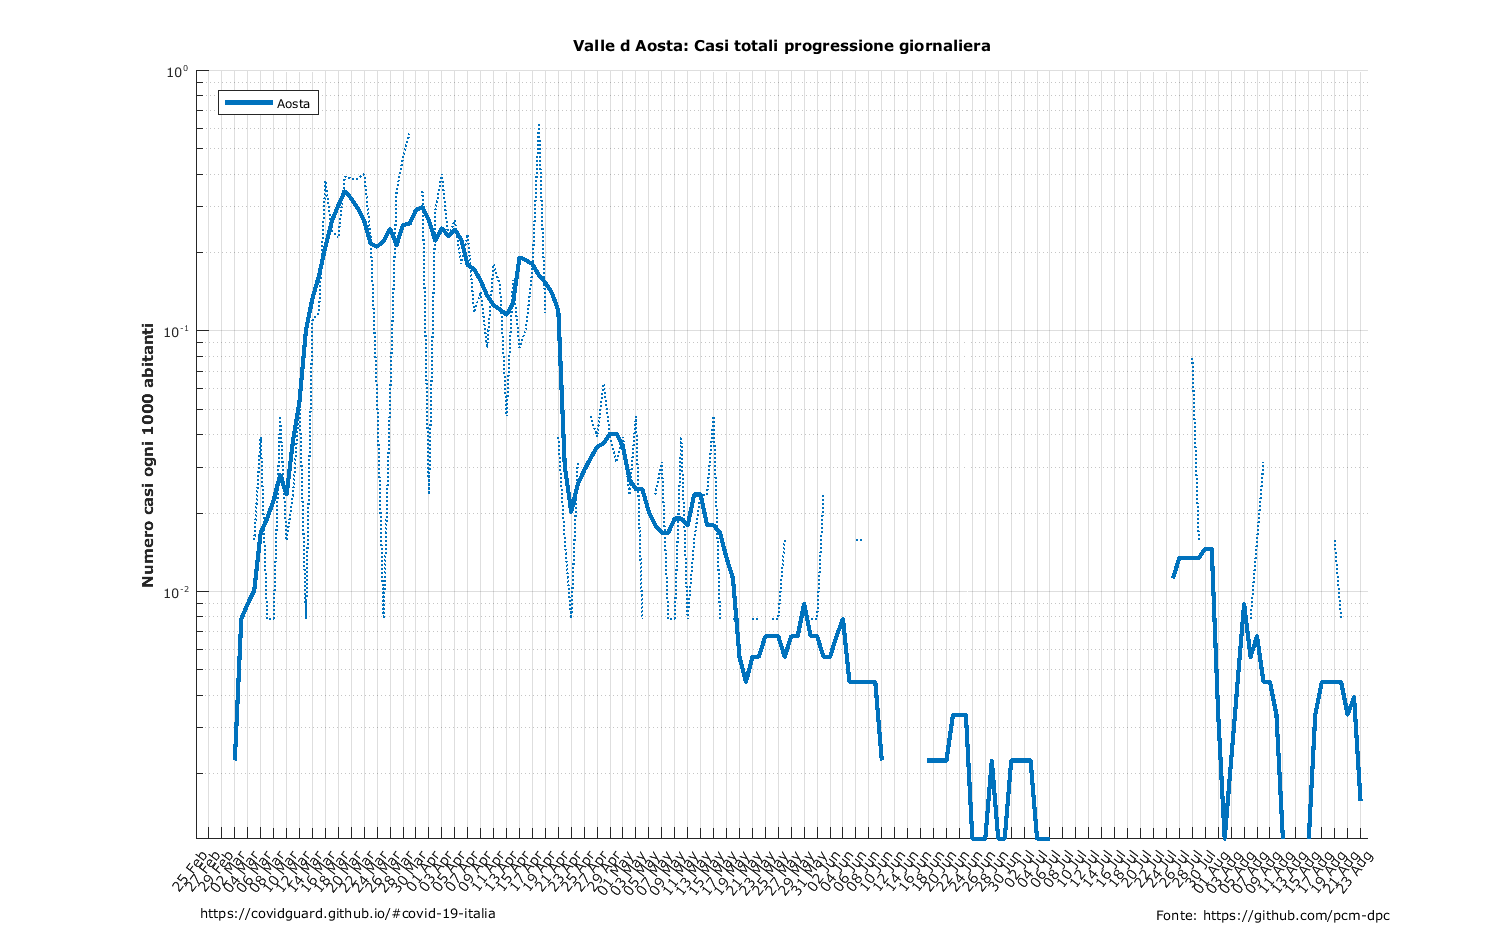 Valle d Aosta: Casi totali progressione giornaliera
10⁰
Aosta
10⁻¹
10⁻²
Numero casi ogni 1000 abitanti
25 Feb
27 Feb
29 Feb
02 Mar
04 Mar
06 Mar
08 Mar
10 Mar
12 Mar
14 Mar
16 Mar
18 Mar
20 Mar
22 Mar
24 Mar
26 Mar
28 Mar
30 Mar
01 Apr
03 Apr
05 Apr
07 Apr
09 Apr
11 Apr
13 Apr
15 Apr
17 Apr
19 Apr
21 Apr
23 Apr
25 Apr
27 Apr
29 Apr
01 May
03 May
05 May
07 May
09 May
11 May
13 May
15 May
17 May
19 May
21 May
23 May
25 May
27 May
29 May
31 May
02 Jun
04 Jun
06 Jun
08 Jun
10 Jun
12 Jun
14 Jun
16 Jun
18 Jun
20 Jun
22 Jun
24 Jun
26 Jun
28 Jun
30 Jun
02 Jul
04 Jul
06 Jul
08 Jul
10 Jul
12 Jul
14 Jul
16 Jul
18 Jul
20 Jul
22 Jul
24 Jul
26 Jul
28 Jul
30 Jul
01 Aug
03 Aug
05 Aug
07 Aug
09 Aug
11 Aug
13 Aug
15 Aug
17 Aug
19 Aug
21 Aug
23 Aug
https://covidguard.github.io/#covid-19-italia
Fonte: https://github.com/pcm-dpc